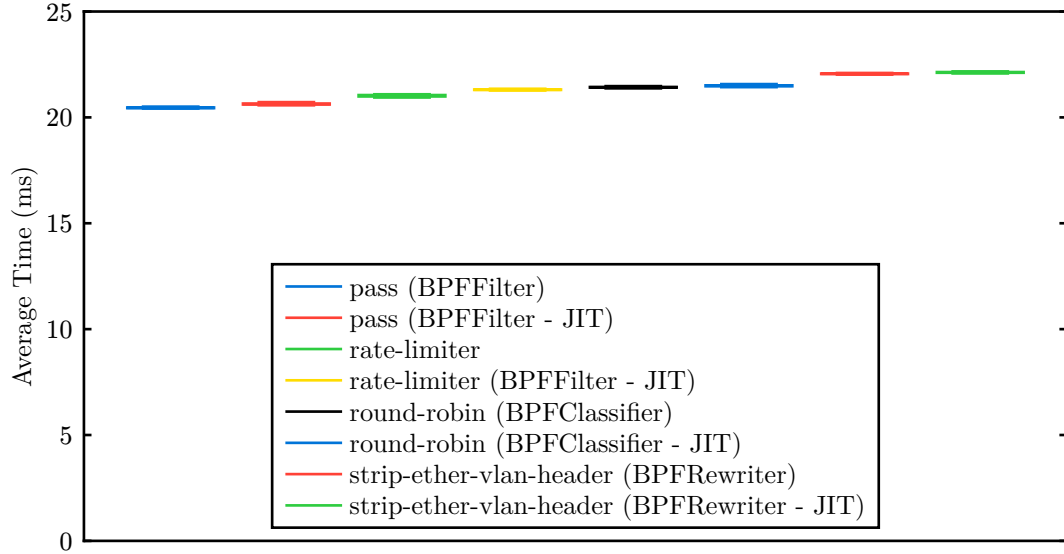 25
20
15
10
5
0
Average Time (ms)
pass (BPFFilter)
pass (BPFFilter - JIT)
rate-limiter
rate-limiter (BPFFilter - JIT)
round-robin (BPFClassifier)
round-robin (BPFClassifier - JIT)
strip-ether-vlan-header (BPFRewriter)
strip-ether-vlan-header (BPFRewriter - JIT)